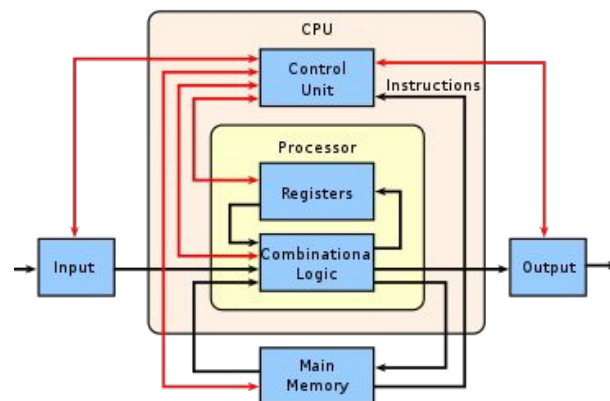 CPU
Control
Unit
Instructions
Processor
Registers
Combinationa
Logic
Input
Output
Main
Memory